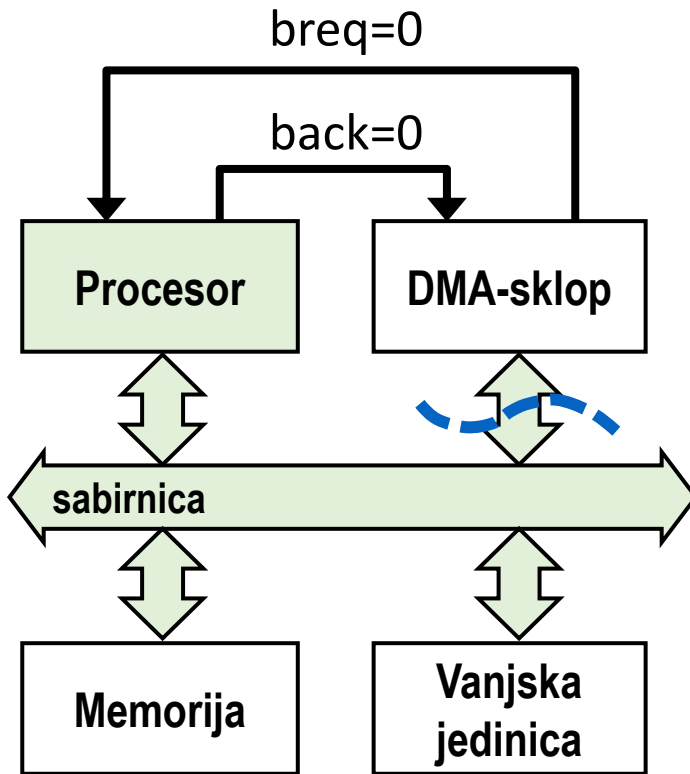 breq=0
back=0
Procesor
DMA-sklop
sabirnica
Memorija
Vanjska
jedinica